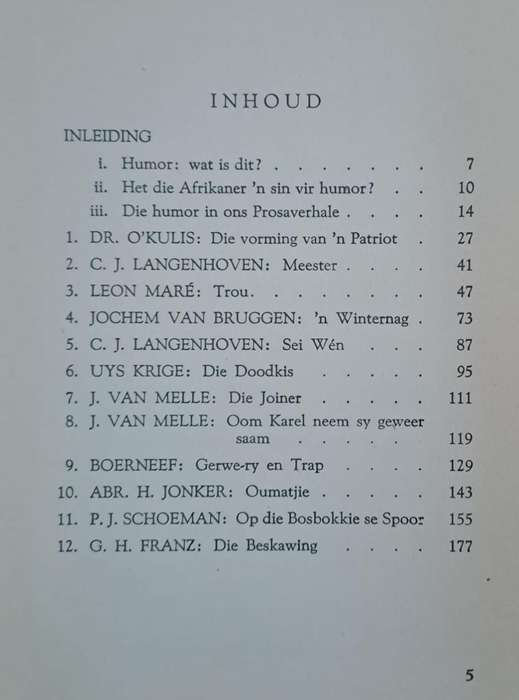 INHOUD
INLEIDING
i. Humor: wat is dit? . . . . . . . 7
ii. Het die Afrikaner 'n sin vir humor? . . 10
iii. Die humor in ons Prosaverhale . . . . 14
1. DR. O'KULIS: Die vorming van 'n Patriot . 27
2. C. J. LANGENHOVEN: Meester . . . . 41
3. LEON MARÉ: Trou. . . . . . . . 47
4. JOCHEM VAN BRUGGEN: 'n Winternag . 73
5. C. J. LANGENHOVEN: Sei Wén . . . 87
6. UYS KRIGE: Die Doodkis . . . . . 95
7. J. VAN MELLE: Die Joiner . . . . . 111
8. J. VAN MELLE: Oom Karel neem sy geweer
saam . . . . . 119
9. BOERNEEF: Gerwe-ry en Trap . . . . 129
10. ABR. H. JONKER: Oumatjie . . . . . 143
11. P. J. SCHOEMAN: Op die Bosbokkie se Spoor 155
12. G. H. FRANZ: Die Beskawing . . . . 177
5